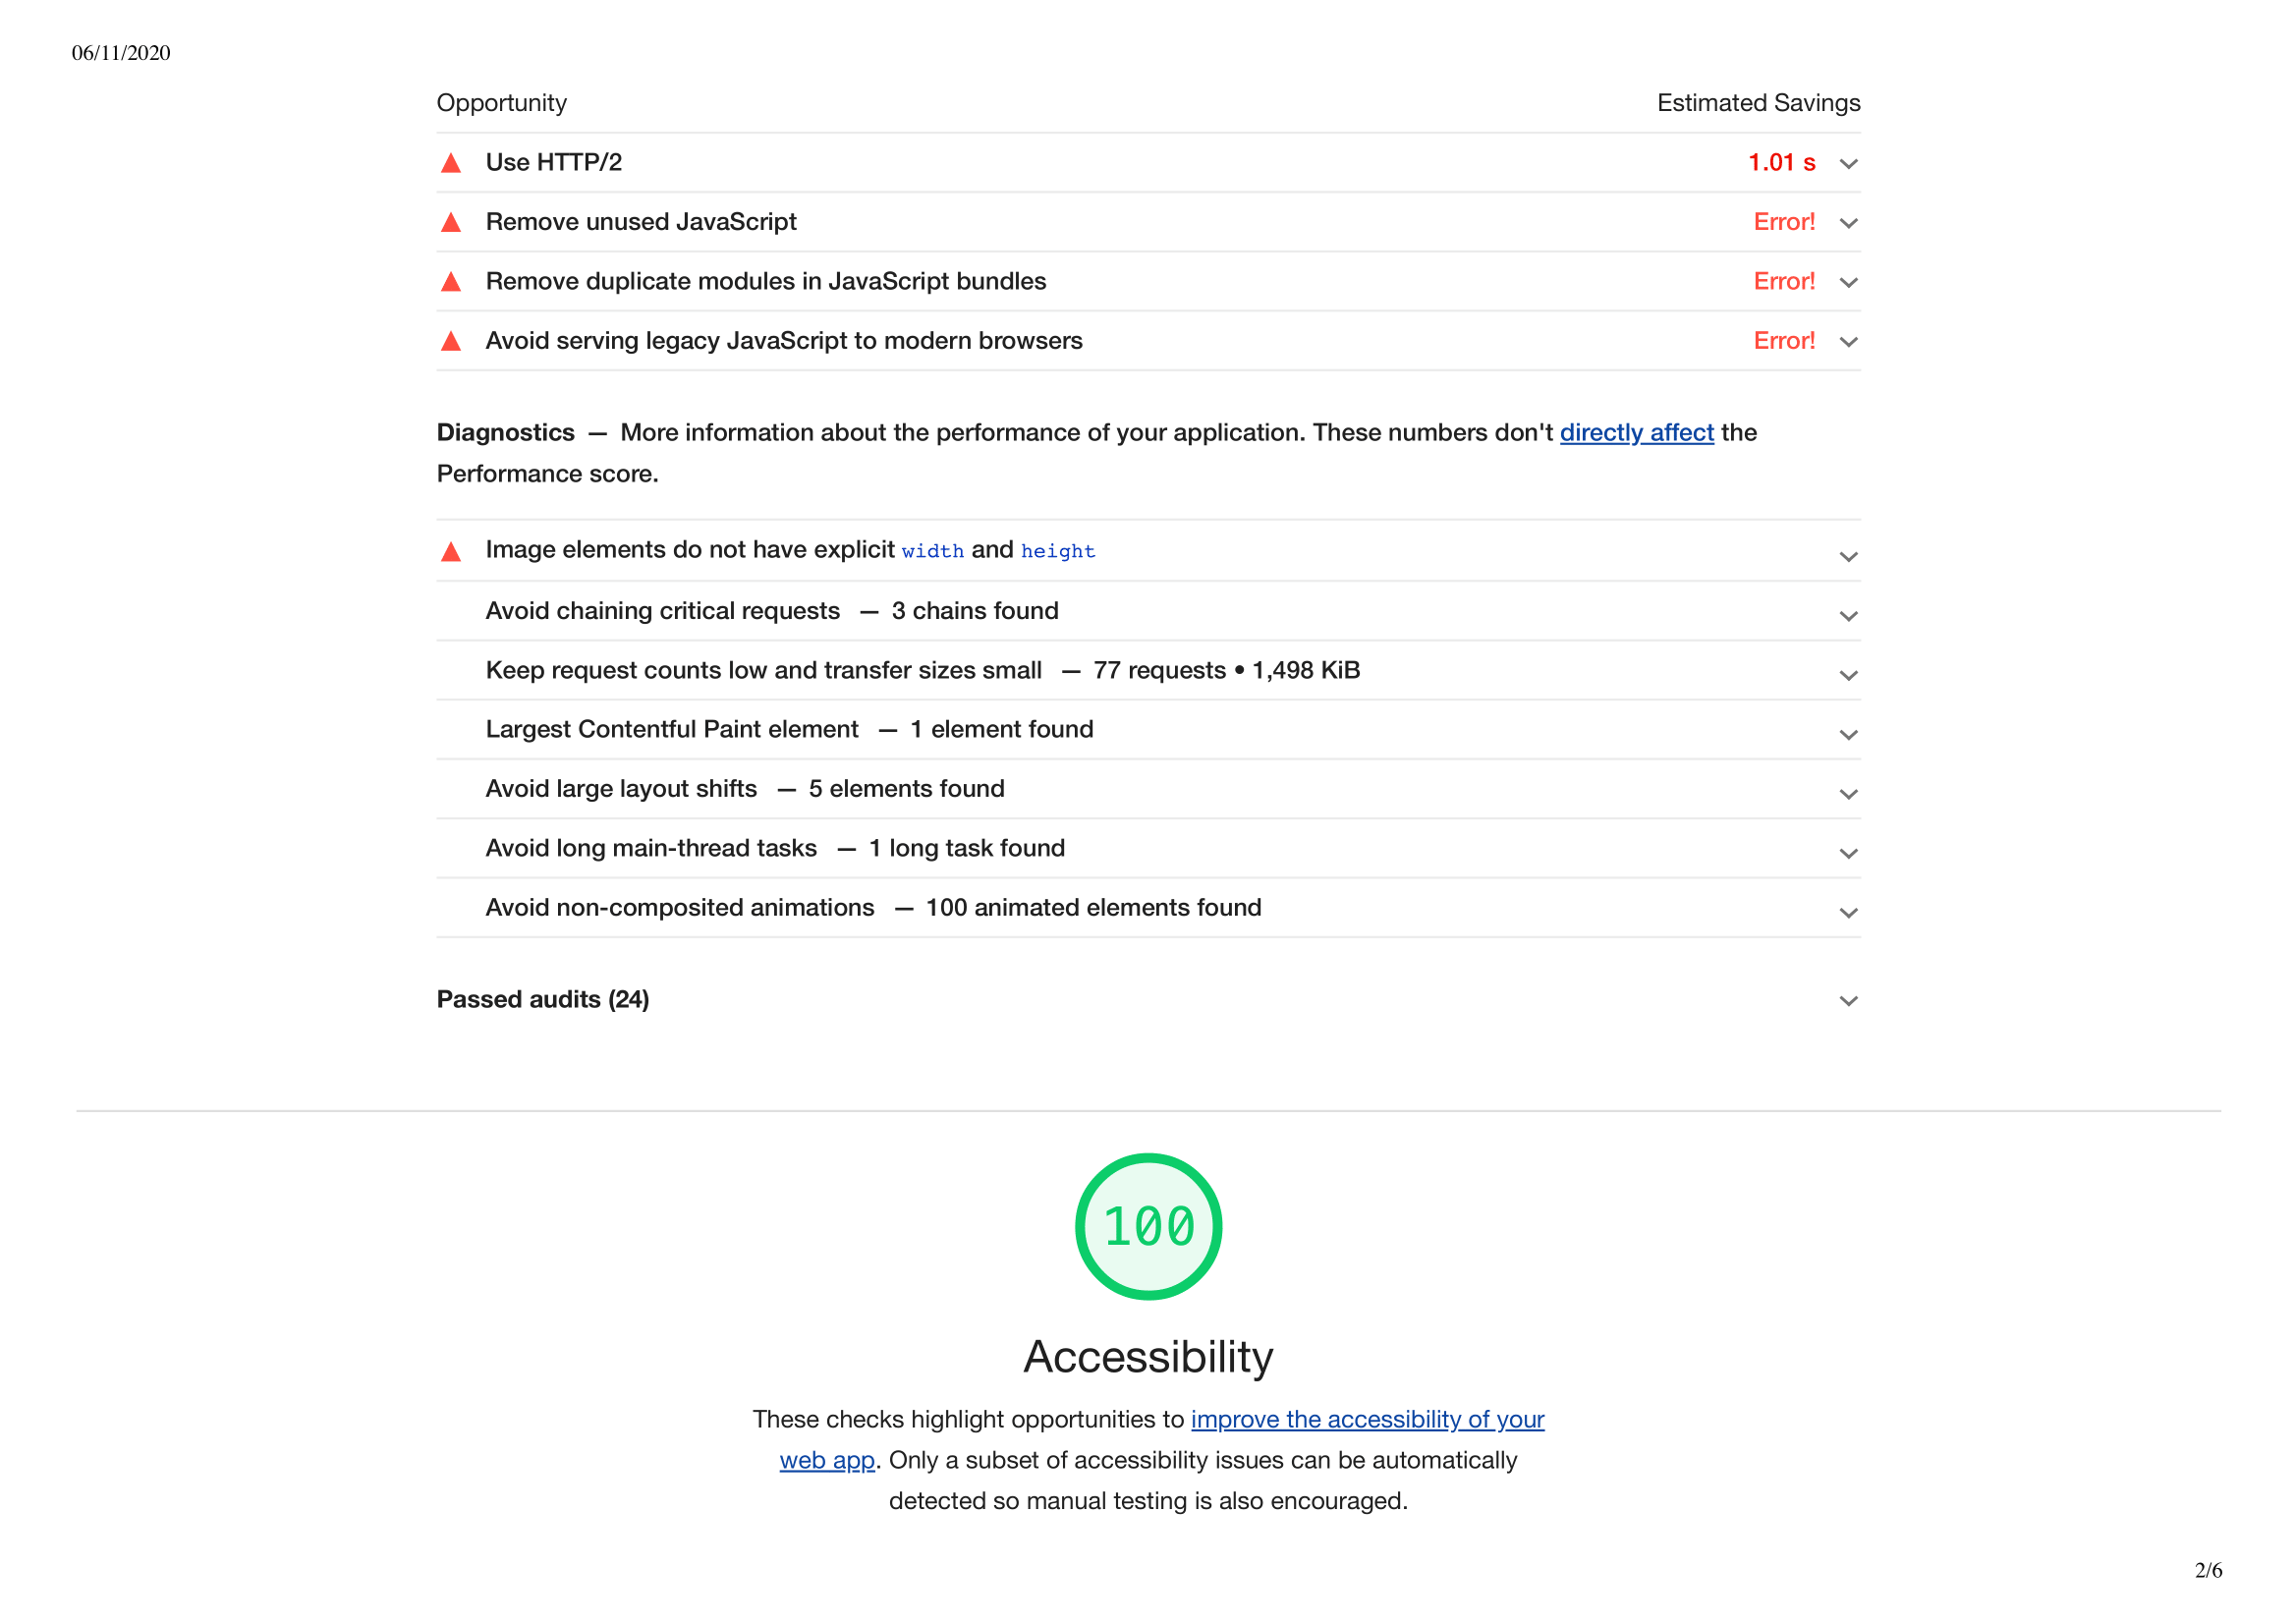 06/11/2020
Opportunity Estimated Savings
Use HTTP/2 1.01 s
Remove unused JavaScript Error!
Remove duplicate modules in JavaScript bundles Error!
Avoid serving legacy JavaScript to modern browsers Error!
Diagnostics — More information about the performance of your application. These numbers don't directly affect the
Performance score.
Image elements do not have explicit width and height
Avoid chaining critical requests — 3 chains found
Keep request counts low and transfer sizes small — 77 requests • 1,498 KiB
Largest Contentful Paint element — 1 element found
Avoid large layout shifts — 5 elements found
Avoid long main-thread tasks — 1 long task found
Avoid non-composited animations — 100 animated elements found
Passed audits (24)
100
Accessibility
These checks highlight opportunities to improve the accessibility of your
web app. Only a subset of accessibility issues can be automatically
detected so manual testing is also encouraged.
2/6